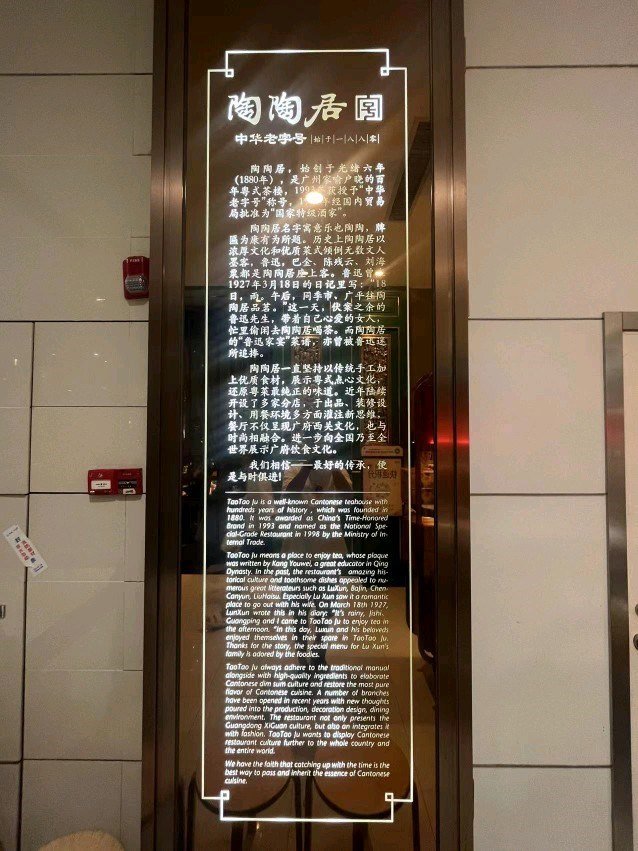 陶陶居
中华老字号 |始|于|一|八|八|零|
陶陶居，始创于光绪六年
（1880年），是广州家喻户晓的百
年粤式茶楼，1993年获授予“中华
老字号”称号，
年经国内贸易
局批准为“国家特级酒家”。
陶陶居名字寓意乐也陶陶，牌
匾为康有为所题。历史上陶陶居以
浓厚文化和优质菜式倾倒无数文人
墨客，鲁迅，巴金、陈残云、刘海
粟都是陶陶居座上客。鲁迅曾
1927年3月18日的日记里写：“18
日，雨。午后，同季市、广平往陶
陶居品茗。”这一天，伏案之余的
鲁迅先生，带着自己心爱的女人，
忙里偷闲去陶陶居喝茶。而陶陶居
的“鲁迅家宴”菜谱，亦曾被鲁迅迷
所追捧。
陶陶居一直坚持以传统手工加
上优质食材，展示粤式点心文化，
还原粤菜最纯正的味道。近年陆续
开设了多家分店，于出品、装修设
计、用餐环境多方面灌注新思维，
餐厅不仅呈现广府西关文化，也与
时尚相融合。进一步向全国乃至全
世界展示广府饮食文化。
我们相信——最好的传承，便
是与时俱进！
TaoTao Ju is a well-known Cantonese teahouse with
hundreds years of history , which was founded in
1880. It was awarded as China's Time-Honored
Brand in 1993 and named as the National Spe-
cial-Grade Restaurant in 1998 by the Ministry of In-
ternal Trade.
TaoTao Ju means a place to enjoy tea, whose plaque
was written by Kang Youwei, a great educator in Qing
Dynasty. In the past, the restaurant's amazing his-
torical culture and toothsome dishes appealed to nu-
merous great litterateurs such as LuXun, BaJin, Chen-
Canyun, LiuHaisu. Especially Lu Xun saw it a romantic
place to go out with his wife. On March 18th 1927,
LunXun wrote this in his diary: "It's rainy, Jishi,
Guangping and I came to TaoTao Ju to enjoy tea in
the afternoon. "In this day, Luxun and his beloveds
enjoyed themselves in their spare in TaoTao Ju.
Thanks for the story, the special menu for Lu Xun's
family is adored by the foodies.
TaoTao Ju always adhere to the traditional manual
alongside with high-quality ingredients to elaborate
Cantonese dim sum culture and restore the most pure
flavor of Cantonese cuisine. A number of branches
have been opened in recent years with new thoughts
poured into the production, decoration design, dining
environment. The restaurant not only presents the
Guangdong XiGuan culture, but also an integrates it
with fashion. TaoTao Ju wants to display Cantonese
restaurant culture further to the whole country and
the entire world.
We have the faith that catching up with the time is the
best way to pass and inherit the essence of Cantonese
cuisine.